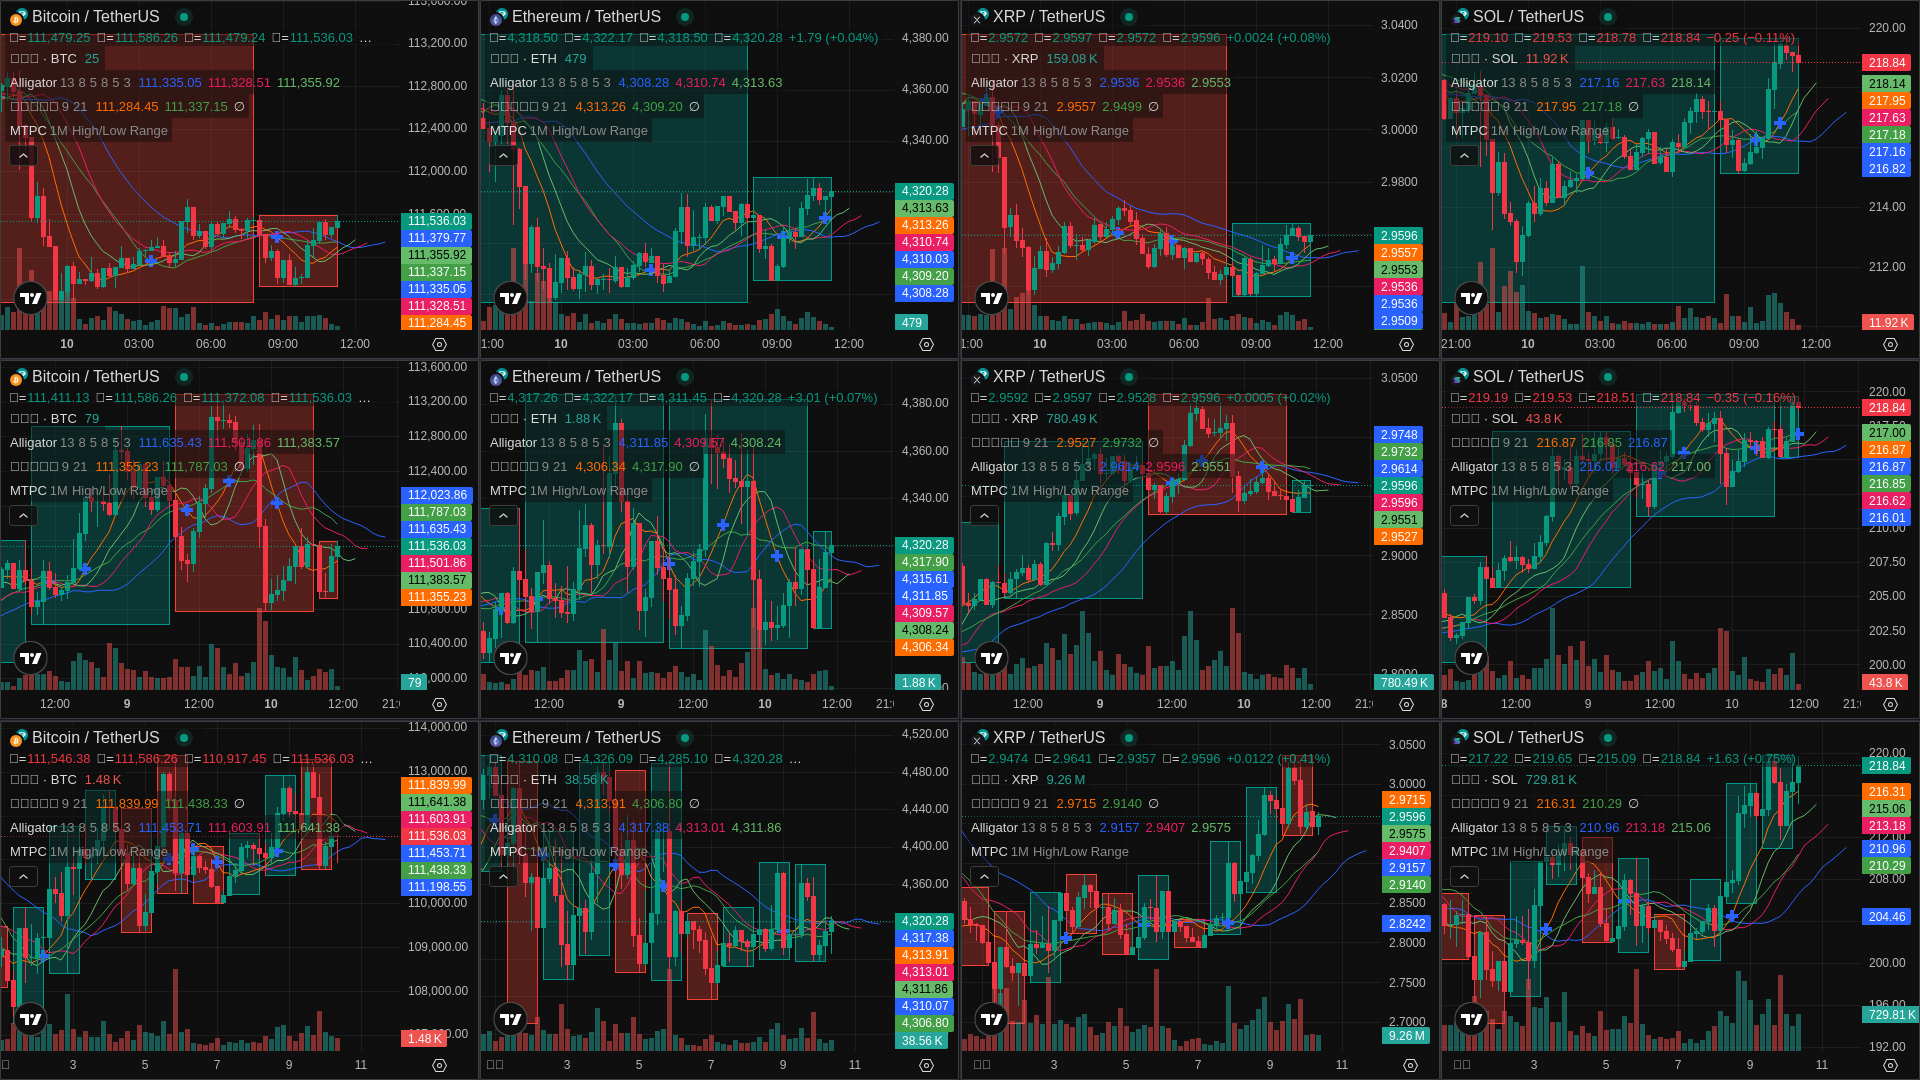 Bitcoin / TetherUS
=111,479.25 =111,586.26 =111,479.24 =111,536.03 ...
· BTC 25
Alligator 13 8 5 8 5 3 111,335.05 111,328.51 111,355.92
9 21 111,284.45 111,337.15 ∅
MTPC 1M High/Low Range
113,200.00
112,800.00
112,400.00
112,000.00
111,536.03
111,379.77
111,355.92
111,337.15
111,335.05
111,328.51
111,284.45
10 03:00 06:00 09:00 12:00
Ethereum / TetherUS
=4,318.50 =4,322.17 =4,318.50 =4,320.28 +1.79 (+0.04%)
· ETH 479
Alligator 13 8 5 8 5 3 4,308.28 4,310.74 4,313.63
9 21 4,313.26 4,309.20 ∅
MTPC 1M High/Low Range
4,380.00
4,360.00
4,340.00
4,320.28
4,313.63
4,313.26
4,310.74
4,310.03
4,309.20
4,308.28
479
1:00 10 03:00 06:00 09:00 12:00
XRP / TetherUS
=2.9572 =2.9597 =2.9572 =2.9596 +0.0024 (+0.08%)
· XRP 159.08 K
Alligator 13 8 5 8 5 3 2.9536 2.9536 2.9553
9 21 2.9557 2.9499 ∅
MTPC 1M High/Low Range
3.0400
3.0200
3.0000
2.9800
2.9596
2.9557
2.9553
2.9536
2.9536
2.9509
:00 10 03:00 06:00 09:00 12:00
SOL / TetherUS
=219.10 =219.53 =218.78 =218.84 −0.25 (−0.11%)
· SOL 11.92 K
Alligator 13 8 5 8 5 3 217.16 217.63 218.14
9 21 217.95 217.18 ∅
MTPC 1M High/Low Range
220.00
218.84
218.14
217.95
217.63
217.18
217.16
216.82
214.00
212.00
11.92 K
21:00 10 03:00 06:00 09:00 12:00
Bitcoin / TetherUS
=111,411.13 =111,586.26 =111,372.08 =111,536.03 ...
· BTC 79
Alligator 13 8 5 8 5 3 111,635.43 111,501.86 111,383.57
9 21 111,355.23 111,787.03 ∅
MTPC 1M High/Low Range
113,600.00
113,200.00
112,800.00
112,400.00
112,023.86
111,787.03
111,635.43
111,536.03
111,501.86
111,383.57
111,355.23
110,800.00
110,400.00
79
12:00 9 12:00 10 12:00 21:
Ethereum / TetherUS
=4,317.26 =4,322.17 =4,311.45 =4,320.28 +3.01 (+0.07%)
· ETH 1.88 K
Alligator 13 8 5 8 5 3 4,311.85 4,309.57 4,308.24
9 21 4,306.34 4,317.90 ∅
MTPC 1M High/Low Range
4,380.00
4,360.00
4,340.00
4,320.28
4,317.90
4,315.61
4,311.85
4,309.57
4,308.24
4,306.34
1.88 K
12:00 9 12:00 10 12:00 21:
XRP / TetherUS
=2.9592 =2.9597 =2.9528 =2.9596 +0.0005 (+0.02%)
· XRP 780.49 K
9 21 2.9527 2.9732 ∅
Alligator 13 8 5 8 5 3 2.9614 2.9596 2.9551
MTPC 1M High/Low Range
3.0500
2.9748
2.9732
2.9614
2.9596
2.9596
2.9551
2.9527
2.9000
2.8500
780.49 K
12:00 9 12:00 10 12:00 21:
SOL / TetherUS
=219.19 =219.53 =218.51 =218.84 −0.35 (−0.16%)
· SOL 43.8 K
9 21 216.87 216.85 216.87
Alligator 13 8 5 8 5 3 216.01 216.62 217.00
MTPC 1M High/Low Range
220.00
218.84
217.00
216.87
216.87
216.85
216.62
216.01
210.00
207.50
205.00
202.50
200.00
43.8 K
8 12:00 9 12:00 10 12:00 21:
Bitcoin / TetherUS
=111,546.38 =111,586.26 =110,917.45 =111,536.03 ...
· BTC 1.48 K
9 21 111,839.99 111,438.33 ∅
Alligator 13 8 5 8 5 3 111,453.71 111,603.91 111,641.38
MTPC 1M High/Low Range
114,000.00
113,000.00
111,839.99
111,641.38
111,603.91
111,536.03
111,453.71
111,438.33
111,198.55
110,000.00
109,000.00
108,000.00
1.48 K
3 5 7 9 11
Ethereum / TetherUS
=4,310.08 =4,326.09 =4,285.10 =4,320.28 ...
· ETH 38.56 K
9 21 4,313.91 4,306.80 ∅
Alligator 13 8 5 8 5 3 4,317.38 4,313.01 4,311.86
MTPC 1M High/Low Range
4,520.00
4,480.00
4,440.00
4,400.00
4,360.00
4,320.28
4,317.38
4,313.91
4,313.01
4,311.86
4,310.07
4,306.80
38.56 K
3 5 7 9 11
XRP / TetherUS
=2.9474 =2.9641 =2.9357 =2.9596 +0.0122 (+0.41%)
· XRP 9.26 M
9 21 2.9715 2.9140 ∅
Alligator 13 8 5 8 5 3 2.9157 2.9407 2.9575
MTPC 1M High/Low Range
3.0500
3.0000
2.9715
2.9596
2.9575
2.9407
2.9157
2.9140
2.8500
2.8242
2.8000
2.7500
2.7000
9.26 M
3 5 7 9 11
SOL / TetherUS
=217.22 =219.65 =215.09 =218.84 +1.63 (+0.75%)
· SOL 729.81 K
9 21 216.31 210.29 ∅
Alligator 13 8 5 8 5 3 210.96 213.18 215.06
MTPC 1M High/Low Range
220.00
218.84
216.31
215.06
213.18
212.00
210.96
210.29
208.00
204.46
200.00
196.00
729.81 K
192.00
3 5 7 9 11